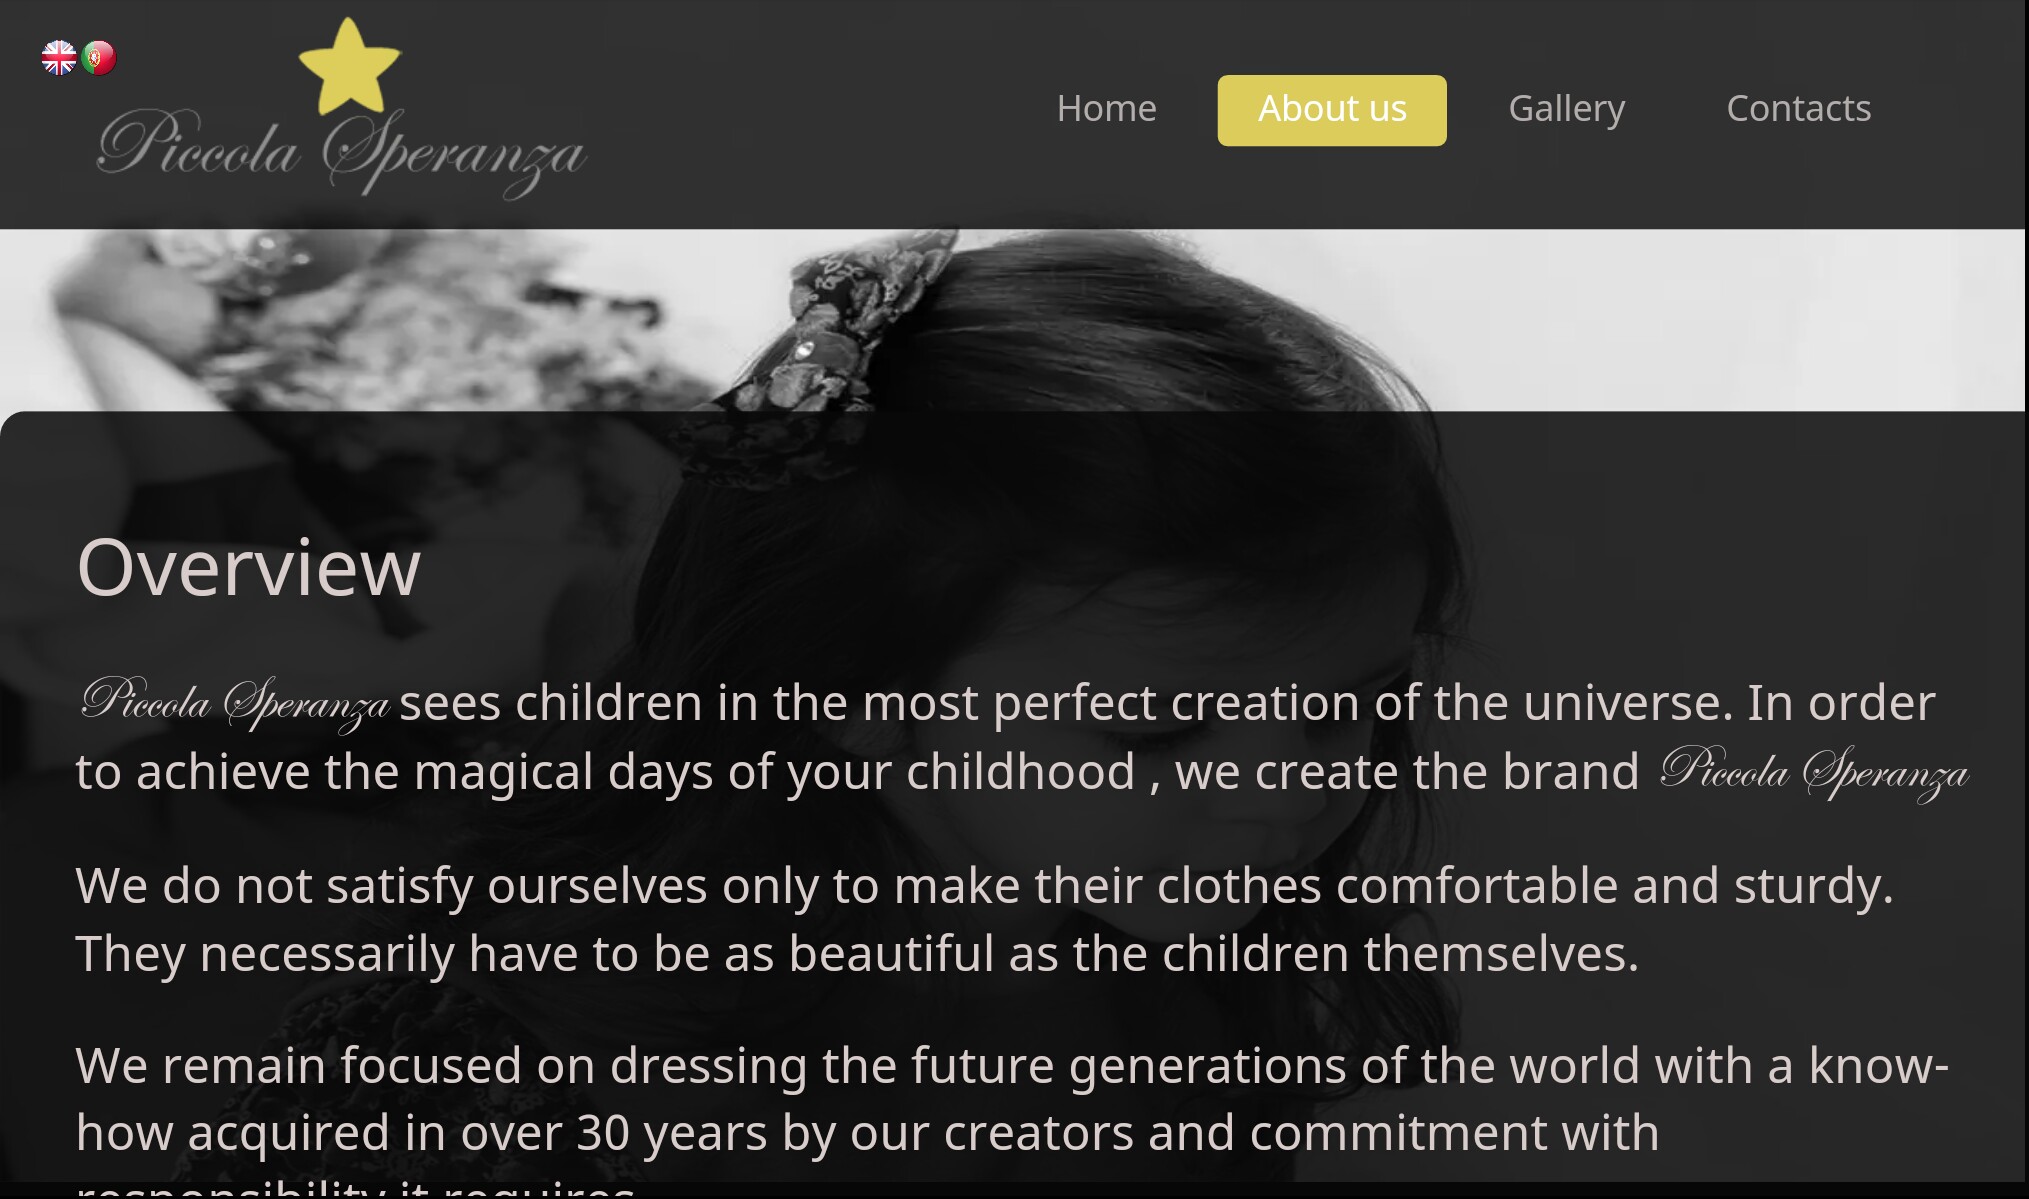 Piccola Speranza
Home
About us
Gallery
Contacts
Overview
Piccola Speranza sees children in the most perfect creation of the universe. In order
to achieve the magical days of your childhood , we create the brand Piccola Speranza
We do not satisfy ourselves only to make their clothes comfortable and sturdy.
They necessarily have to be as beautiful as the children themselves.
We remain focused on dressing the future generations of the world with a know-
how acquired in over 30 years by our creators and commitment with
responsibility it requires.